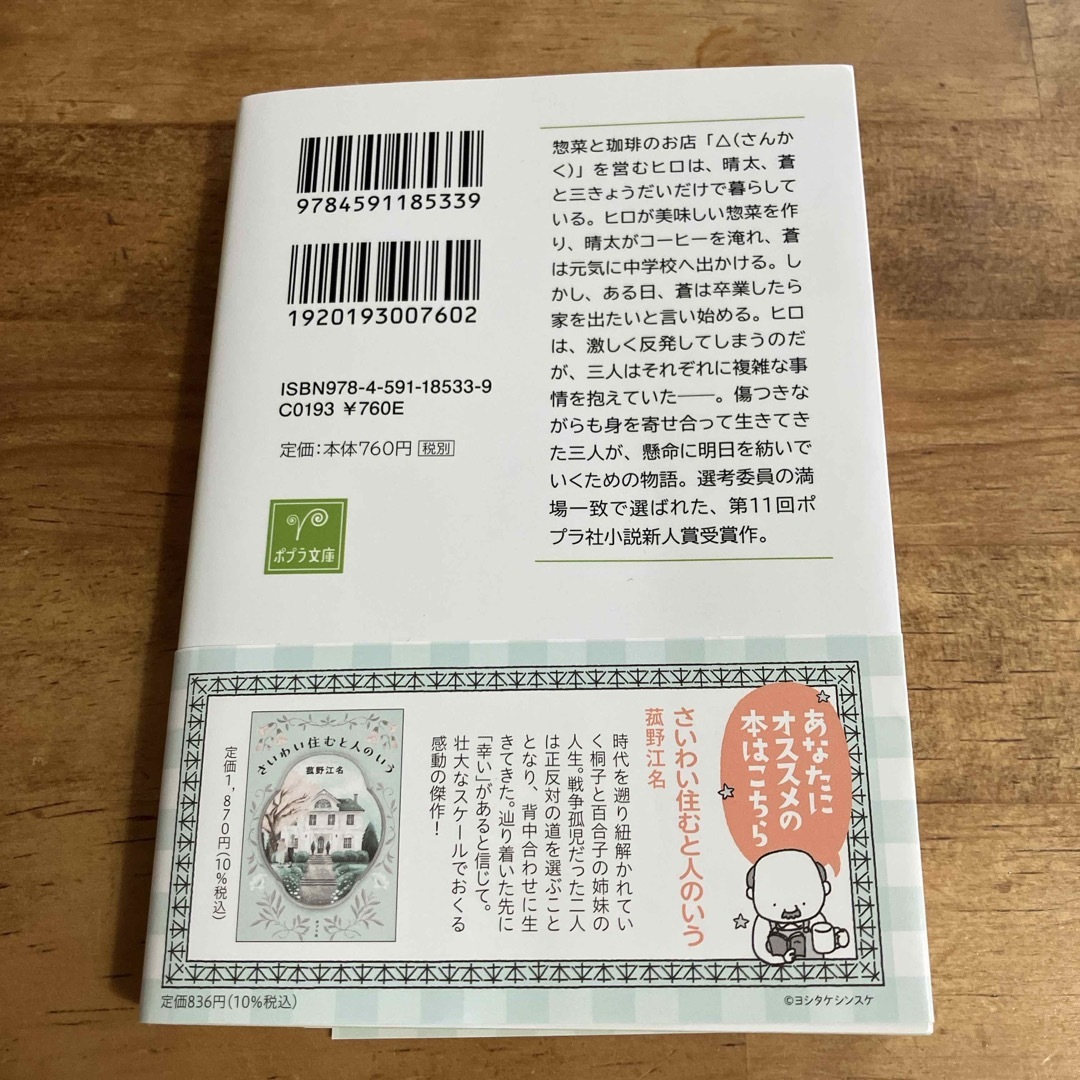 9784591185339
1920193007602
ISBN978-4-591-18533-9
C0193 ¥760E
定価:本体760円 税別
ポプラ文庫
惣菜と珈琲のお店「△(さんか
く)」を営むヒロは、晴太、蒼
と三きょうだいだけで暮らして
いる。ヒロが美味しい惣菜を作
り、晴太がコーヒーを淹れ、蒼
は元気に中学校へ出かける。し
かし、ある日、蒼は卒業したら
家を出たいと言い始める。ヒロ
は、激しく反発してしまうのだ
が、三人はそれぞれに複雑な事
情を抱えていた――。傷つきな
がらも身を寄せ合って生きてき
た三人が、懸命に明日を紡いで
いくための物語。選考委員の満
場一致で選ばれた、第11回ポ
プラ社小説新人賞受賞作。
あなたに
オススメの
本はこちら
さいわい住むと人のいう
菰野江名
時代を遡り紐解かれてい
く桐子と百合子の姉妹の
人生。戦争孤児だった二人
は正反対の道を選ぶこと
となり、背中合わせに生
きてきた。辿り着いた先に
「幸い」があると信じて。
壮大なスケールでおくる
感動の傑作!
さいわい住むと人のいう
菰野江名
定価1,870円(10%税込)
定価836円(10%税込)
©ヨシタケシンスケ